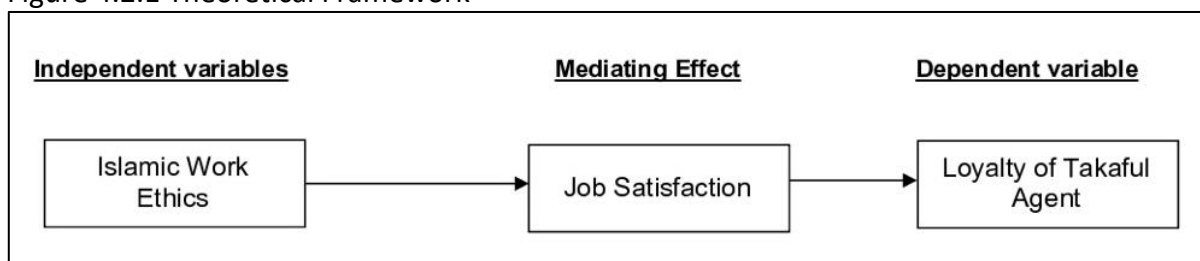 Figure 4.2.1 Theoretical Framework
Independent variables
Mediating Effect
Dependent variable
Islamic Work
Ethics
Job Satisfaction
Loyalty of Takaful
Agent